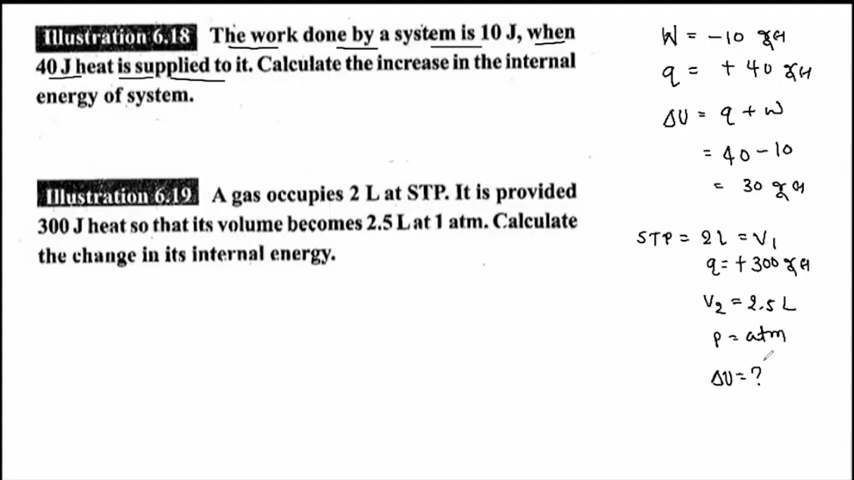 Illustration 6.18 The work done by a system is 10 J, when
40 J heat is supplied to it. Calculate the increase in the internal
energy of system.
Illustration 6.19 A gas occupies 2 L at STP. It is provided
300 J heat so that its volume becomes 2.5 L at 1 atm. Calculate
the change in its internal energy.
W = -10 જૂલ
q = + 40 જૂલ
ΔU = q + W
= 40 - 10
= 30 જૂલ
STP = 2L = V1
q = +300 જૂલ
V2 = 2.5 L
P = atm
ΔU = ?